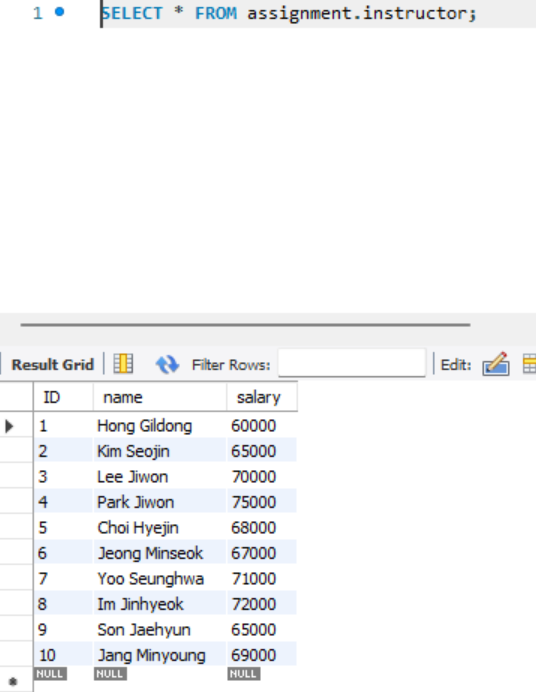 1 SELECT * FROM assignment.instructor;
Result Grid Filter Rows: Edit:
ID name salary
1 Hong Gildong 60000
2 Kim Seojin 65000
3 Lee Jiwon 70000
4 Park Jiwon 75000
5 Choi Hyejin 68000
6 Jeong Minseok 67000
7 Yoo Seunghwa 71000
8 Im Jinhyeok 72000
9 Son Jaehyun 65000
10 Jang Minyoung 69000
NULL NULL NULL